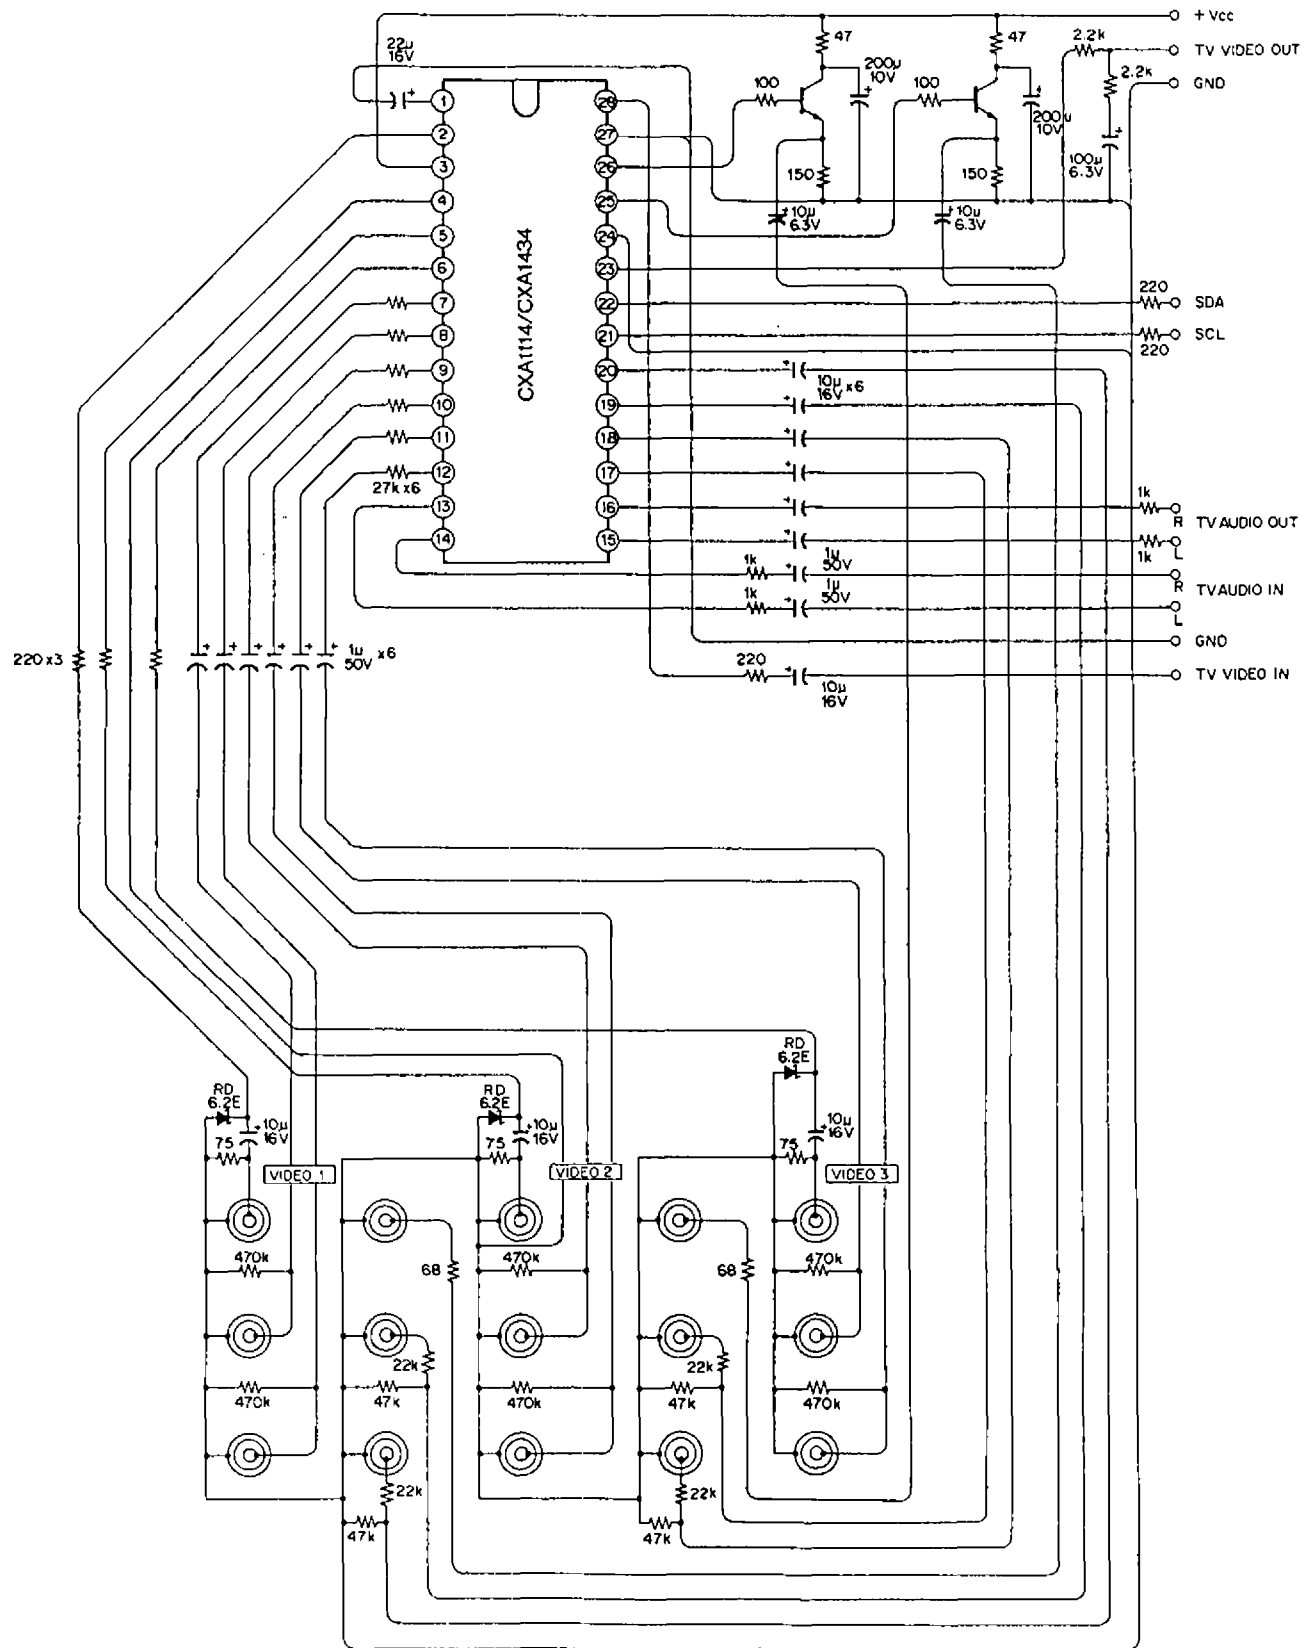 + Vcc
47
47
2.2k
TV VIDEO OUT
22μ
16V
200μ
10V
2.2k
GND
100
100
200μ
10V
1
28
2
27
3
26
150
150
100μ
6.3V
4
25
10μ
6.3V
10μ
6.3V
5
24
6
23
CXA1114/CXA1434
7
22
220
SDA
8
21
SCL
220
9
20
10μ
16V x6
10
19
11
18
12
17
27k x6
13
16
1k
R
TV AUDIO OUT
14
15
L
1k
1μ
50V
1k
R
TV AUDIO IN
1μ
50V
1k
L
GND
220 x3
1μ
50V x6
220
10μ
16V
TV VIDEO IN
RD
6.2E
RD
6.2E
RD
6.2E
10μ
16V
10μ
16V
10μ
16V
75
75
75
VIDEO 1
VIDEO 2
VIDEO 3
470k
68
470k
68
470k
22k
22k
470k
47k
470k
47k
470k
22k
22k
47k
47k